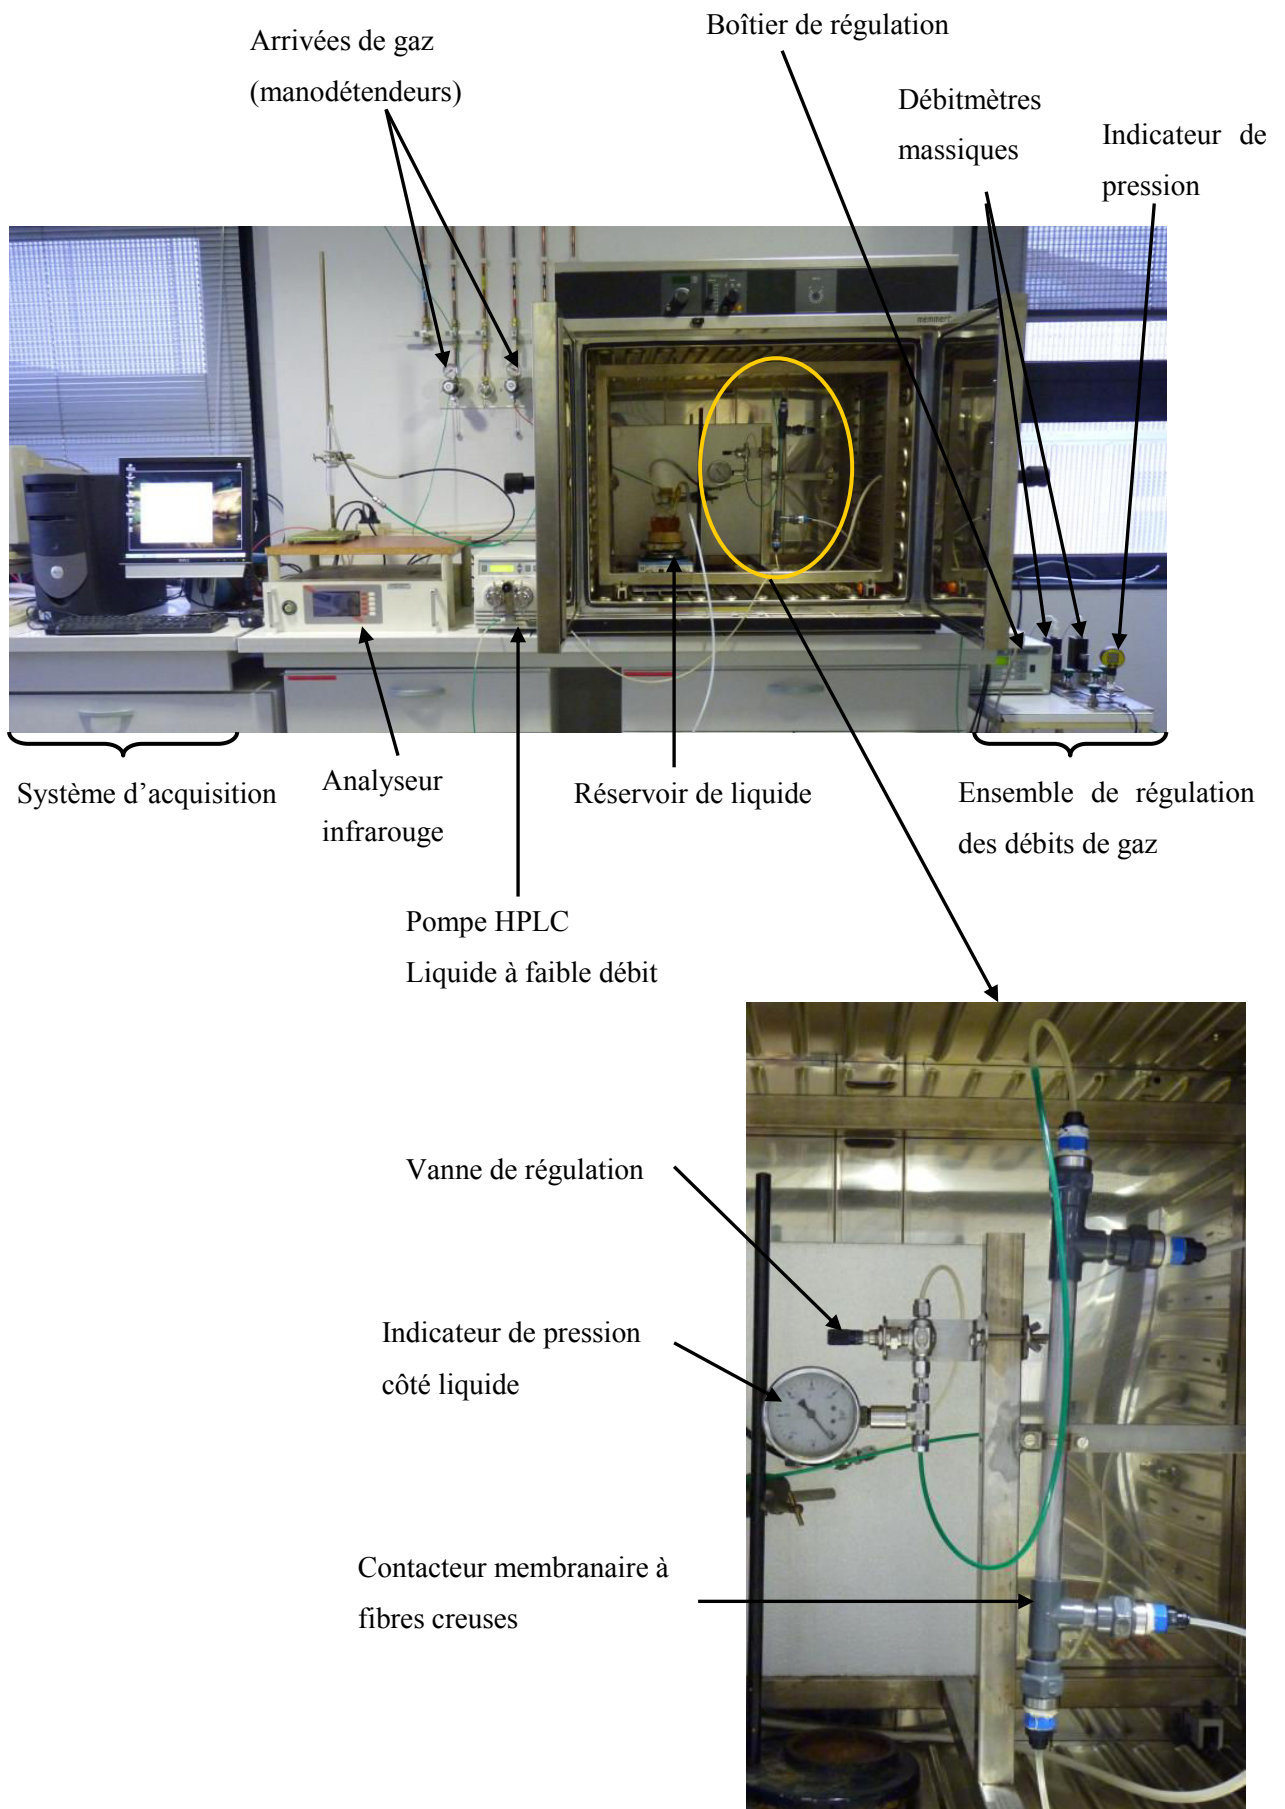 Boîtier de régulation
Arrivées de gaz
(manodétendeurs)
Débitmètres
massiques
Indicateur de
pression
memmert
Système d’acquisition
Analyseur
infrarouge
Réservoir de liquide
Ensemble de régulation
des débits de gaz
Pompe HPLC
Liquide à faible débit
Vanne de régulation
Indicateur de pression
côté liquide
Contacteur membranaire à
fibres creuses